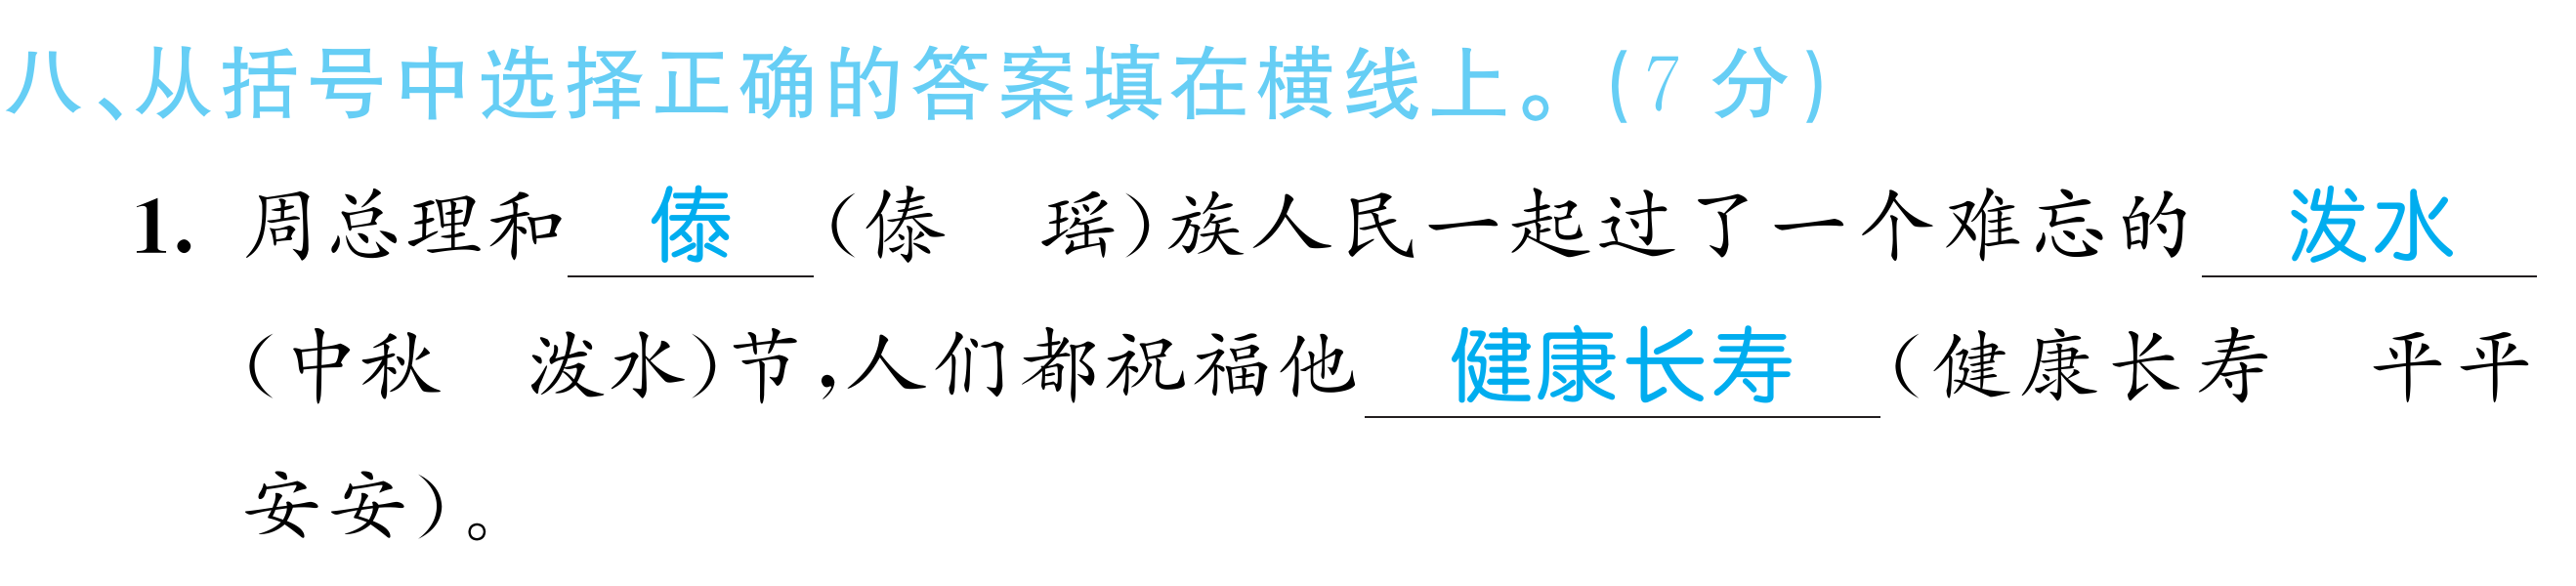 八、从括号中选择正确的答案填在横线上。(7 分)
1. 周总理和 傣 (傣 瑶)族人民一起过了一个难忘的 泼水
(中秋 泼水)节,人们都祝福他 健康长寿 (健康长寿 平平
安安)。